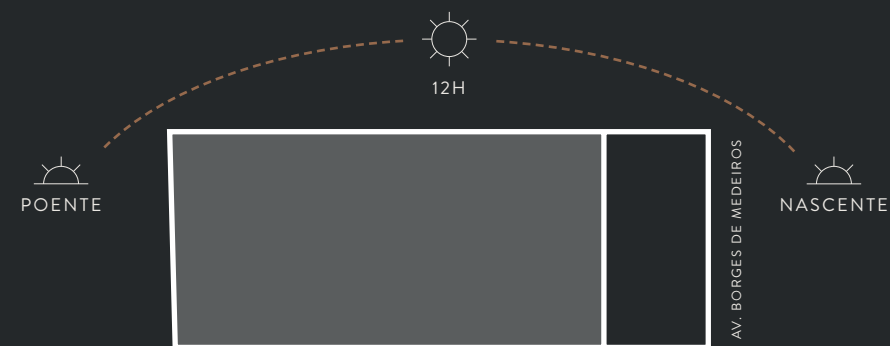 12H
POENTE
NASCENTE
AV. BORGES DE MEDEIROS